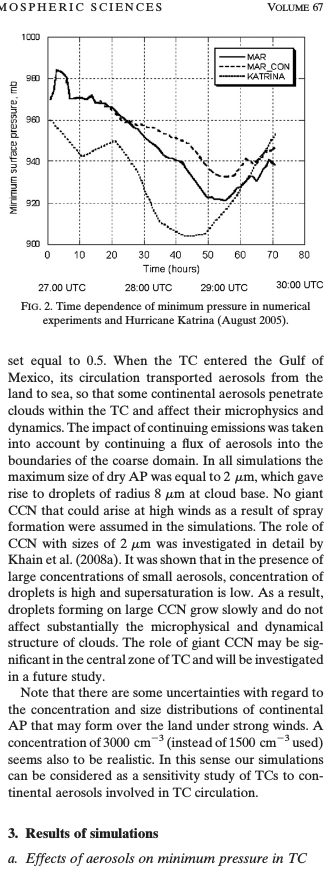 MOSPHERIC SCIENCES VOLUME 67
1000
980
960
940
920
900
Minimum surface pressure, mb
MAR
MAR_CON
KATRINA
0 10 20 30 40 50 60 70 80
Time (hours)
27:00 UTC 28:00 UTC 29:00 UTC 30:00 UTC
FIG. 2. Time dependence of minimum pressure in numerical
experiments and Hurricane Katrina (August 2005).
set equal to 0.5. When the TC entered the Gulf of
Mexico, its circulation transported aerosols from the
land to sea, so that some continental aerosols penetrate
clouds within the TC and affect their microphysics and
dynamics. The impact of continuing emissions was taken
into account by continuing a flux of aerosols into the
boundaries of the coarse domain. In all simulations the
maximum size of dry AP was equal to 2 μm, which gave
rise to droplets of radius 8 μm at cloud base. No giant
CCN that could arise at high winds as a result of spray
formation were assumed in the simulations. The role of
CCN with sizes of 2 μm was investigated in detail by
Khain et al. (2008a). It was shown that in the presence of
large concentrations of small aerosols, concentration of
droplets is high and supersaturation is low. As a result,
droplets forming on large CCN grow slowly and do not
affect substantially the microphysical and dynamical
structure of clouds. The role of giant CCN may be sig-
nificant in the central zone of TC and will be investigated
in a future study.
Note that there are some uncertainties with regard to
the concentration and size distributions of continental
AP that may form over the land under strong winds. A
concentration of 3000 cm⁻³ (instead of 1500 cm⁻³ used)
seems also to be realistic. In this sense our simulations
can be considered as a sensitivity study of TCs to con-
tinental aerosols involved in TC circulation.
3. Results of simulations
a. Effects of aerosols on minimum pressure in TC